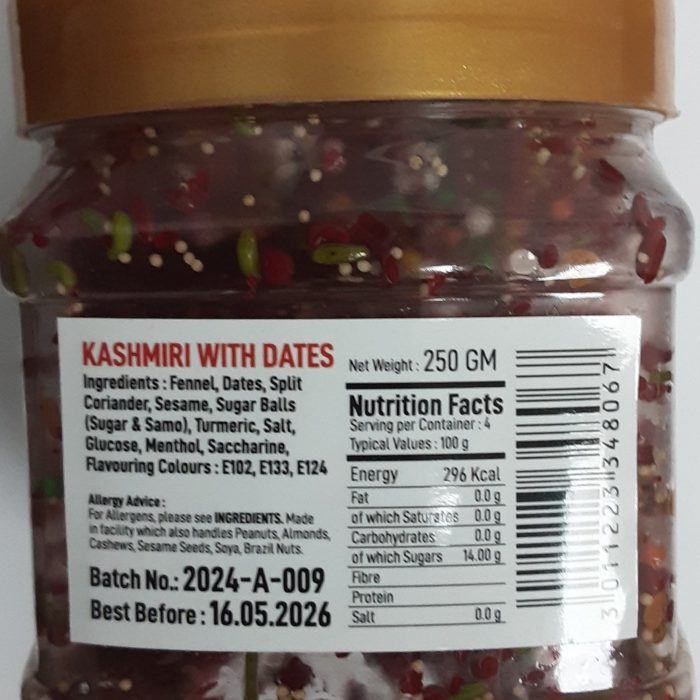 KASHMIRI WITH DATES
Ingredients : Fennel, Dates, Split
Coriander, Sesame, Sugar Balls
(Sugar & Samo), Turmeric, Salt,
Glucose, Menthol, Saccharine,
Flavouring Colours : E102, E133, E124
Allergy Advice :
For Allergens, please see INGREDIENTS. Made
in facility which also handles Peanuts, Almonds,
Cashews, Sesame Seeds, Soya, Brazil Nuts.
Batch No.: 2024-A-009
Best Before : 16.05.2026
Net Weight : 250 GM
Nutrition Facts
Serving per Container : 4
Typical Values : 100 g
Energy 296 Kcal
Fat 0.0 g
of which Saturates 0.0 g
Carbohydrates 0.0 g
of which Sugars 14.00 g
Fibre
Protein
Salt 0.0 g
3 011223 348067